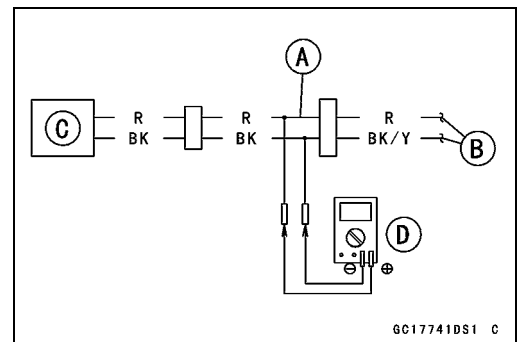 A
C R R R B
BK BK BK/Y
D
⊖ ⊕
GC17741DS1 C